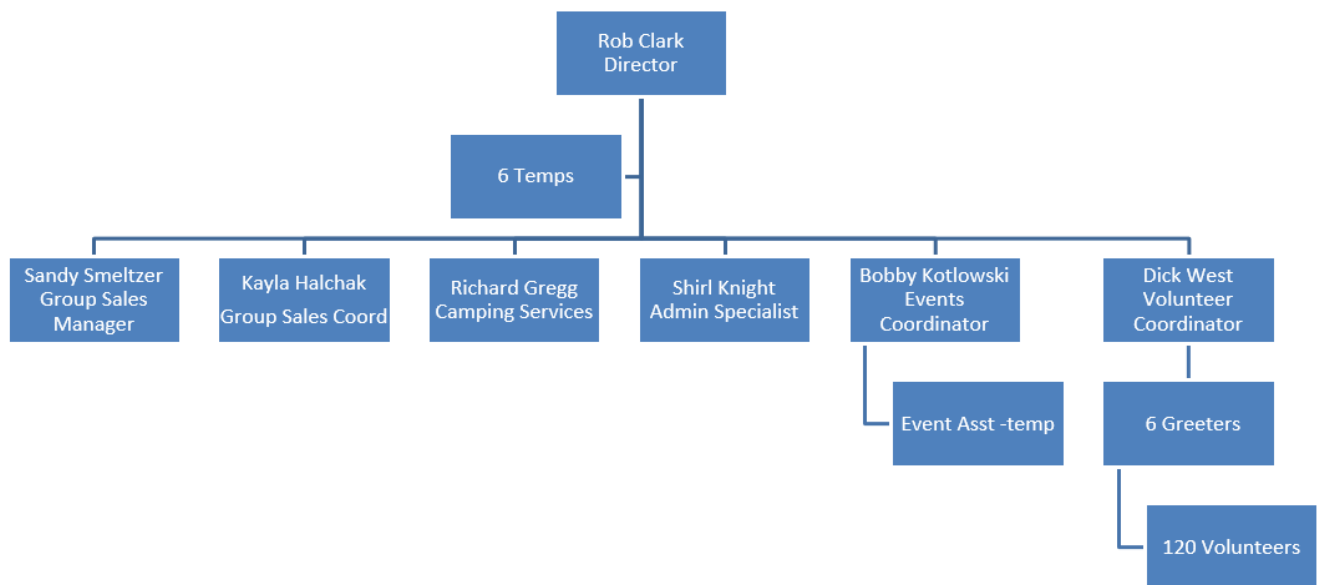 Rob Clark
Director
6 Temps
Sandy Smeltzer
Group Sales
Manager
Kayla Halchak
Group Sales Coord
Richard Gregg
Camping Services
Shirl Knight
Admin Specialist
Bobby Kotlowski
Events
Coordinator
Dick West
Volunteer
Coordinator
Event Asst -temp
6 Greeters
120 Volunteers